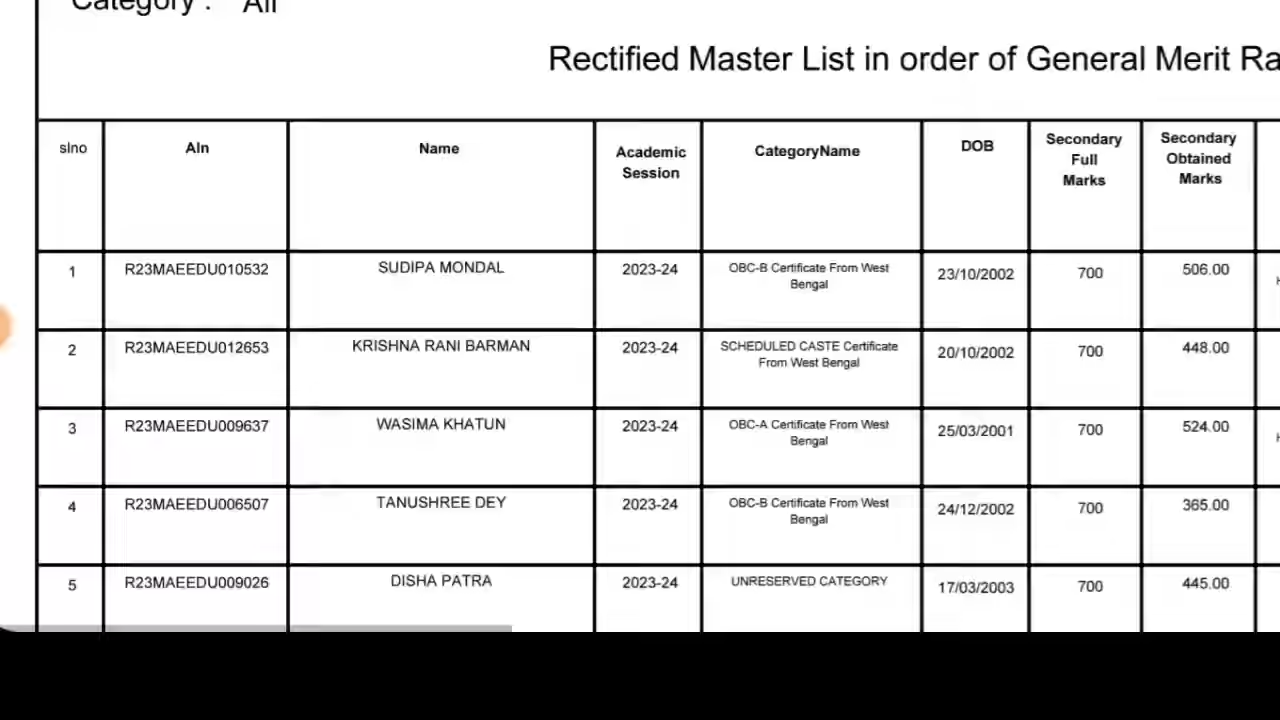 Category : All
Rectified Master List in order of General Merit Ra
slno Aln Name Academic Session CategoryName DOB Secondary Full Marks Secondary Obtained Marks
1 R23MAEEDU010532 SUDIPA MONDAL 2023-24 OBC-B Certificate From West Bengal 23/10/2002 700 506.00
2 R23MAEEDU012653 KRISHNA RANI BARMAN 2023-24 SCHEDULED CASTE Certificate From West Bengal 20/10/2002 700 448.00
3 R23MAEEDU009637 WASIMA KHATUN 2023-24 OBC-A Certificate From West Bengal 25/03/2001 700 524.00
4 R23MAEEDU006507 TANUSHREE DEY 2023-24 OBC-B Certificate From West Bengal 24/12/2002 700 365.00
5 R23MAEEDU009026 DISHA PATRA 2023-24 UNRESERVED CATEGORY 17/03/2003 700 445.00